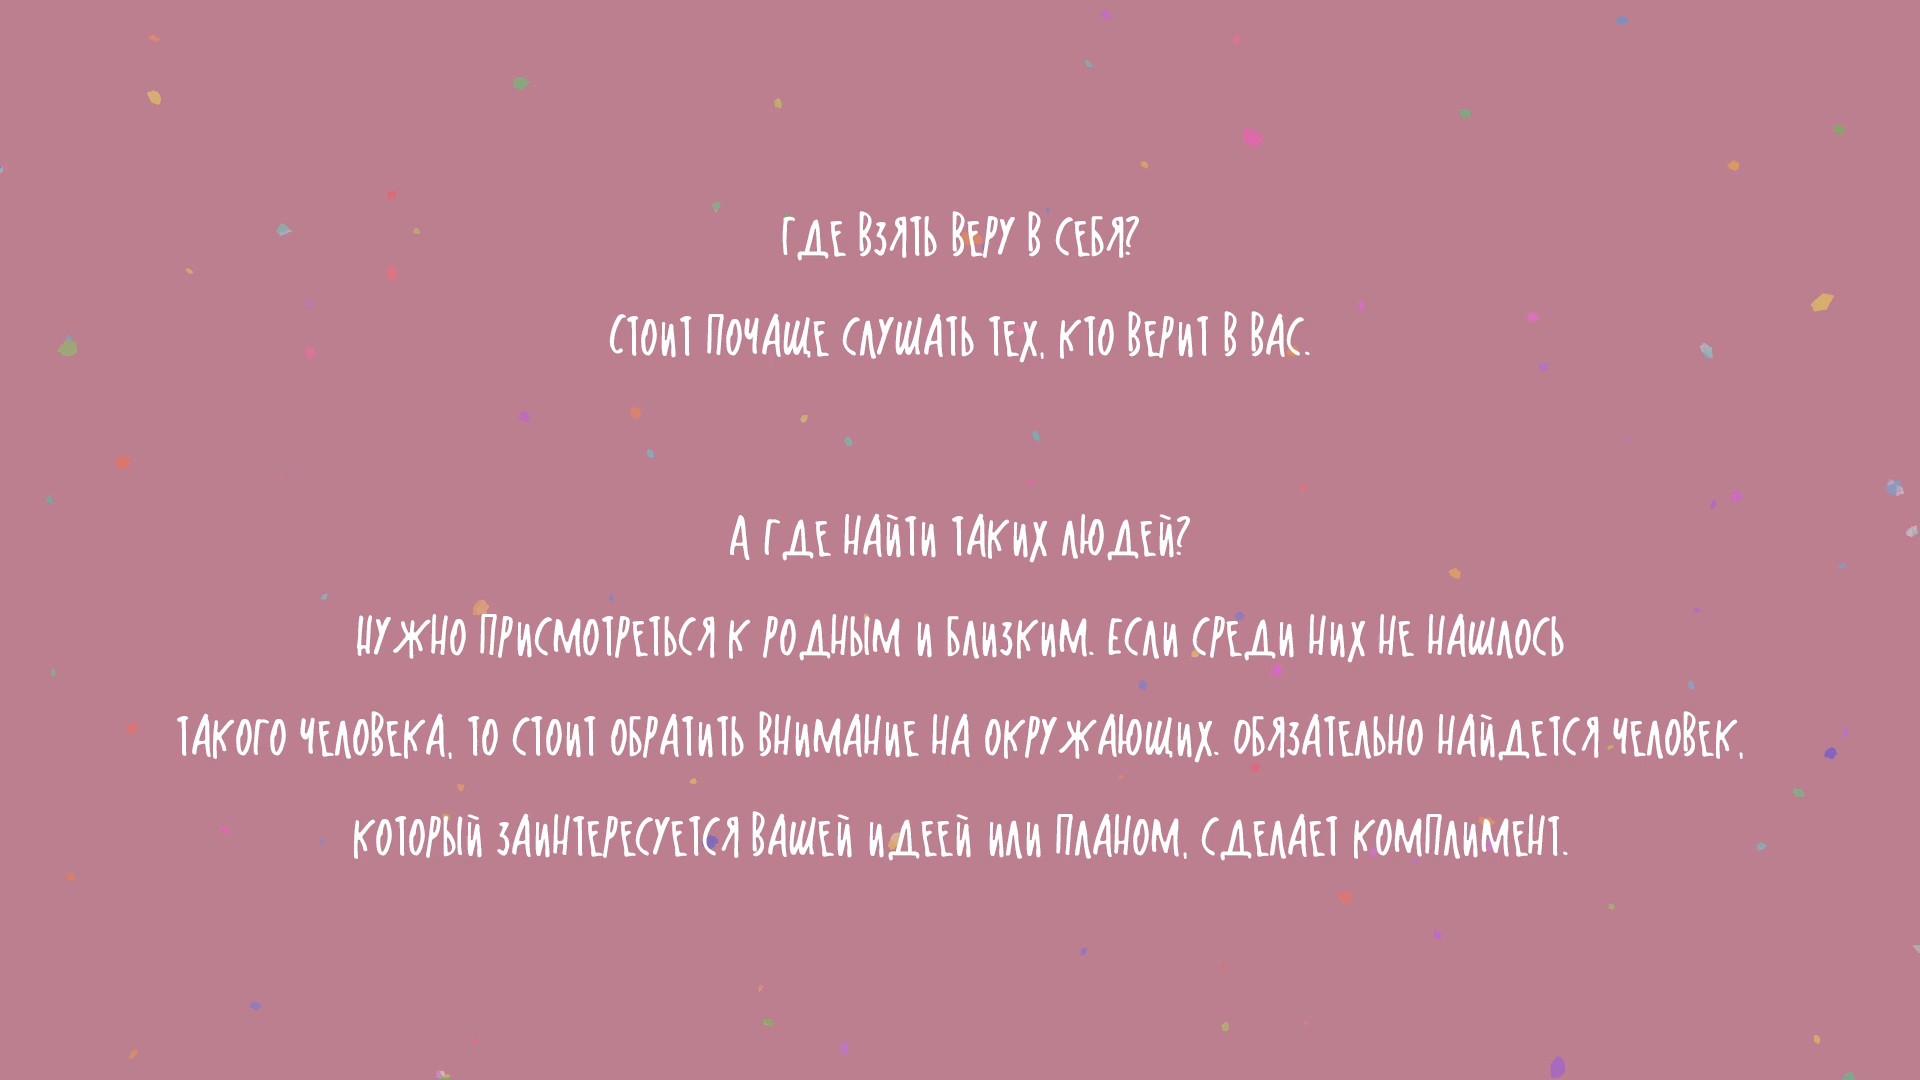 ГДЕ ВЗЯТЬ ВЕРУ В СЕБЯ?
СТОИТ ПОЧАЩЕ СЛУШАТЬ ТЕХ, КТО ВЕРИТ В ВАС.
А ГДЕ НАЙТИ ТАКИХ ЛЮДЕЙ?
НУЖНО ПРИСМОТРЕТЬСЯ К РОДНЫМ И БЛИЗКИМ. ЕСЛИ СРЕДИ НИХ НЕ НАШЛОСЬ
ТАКОГО ЧЕЛОВЕКА, ТО СТОИТ ОБРАТИТЬ ВНИМАНИЕ НА ОКРУЖАЮЩИХ. ОБЯЗАТЕЛЬНО НАЙДЕТСЯ ЧЕЛОВЕК,
КОТОРЫЙ ЗАИНТЕРЕСУЕТСЯ ВАШЕЙ ИДЕЕЙ ИЛИ ПЛАНОМ, СДЕЛАЕТ КОМПЛИМЕНТ.